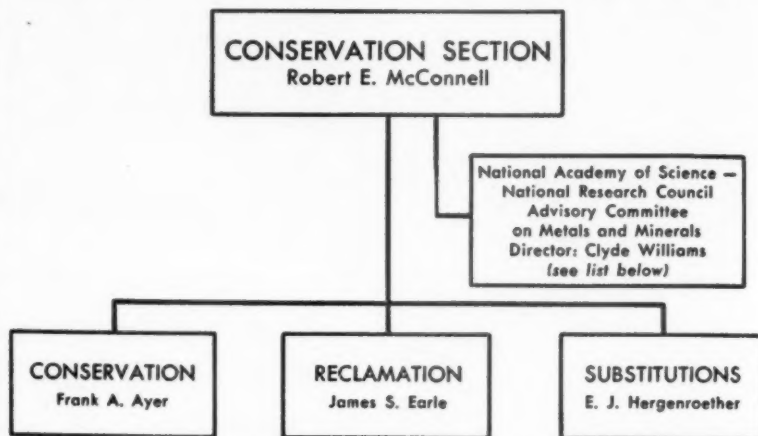 CONSERVATION SECTION
Robert E. McConnell
National Academy of Science —
National Research Council
Advisory Committee
on Metals and Minerals
Director: Clyde Williams
(see list below)
CONSERVATION
Frank A. Ayer
RECLAMATION
James S. Earle
SUBSTITUTIONS
E. J. Hergenroether